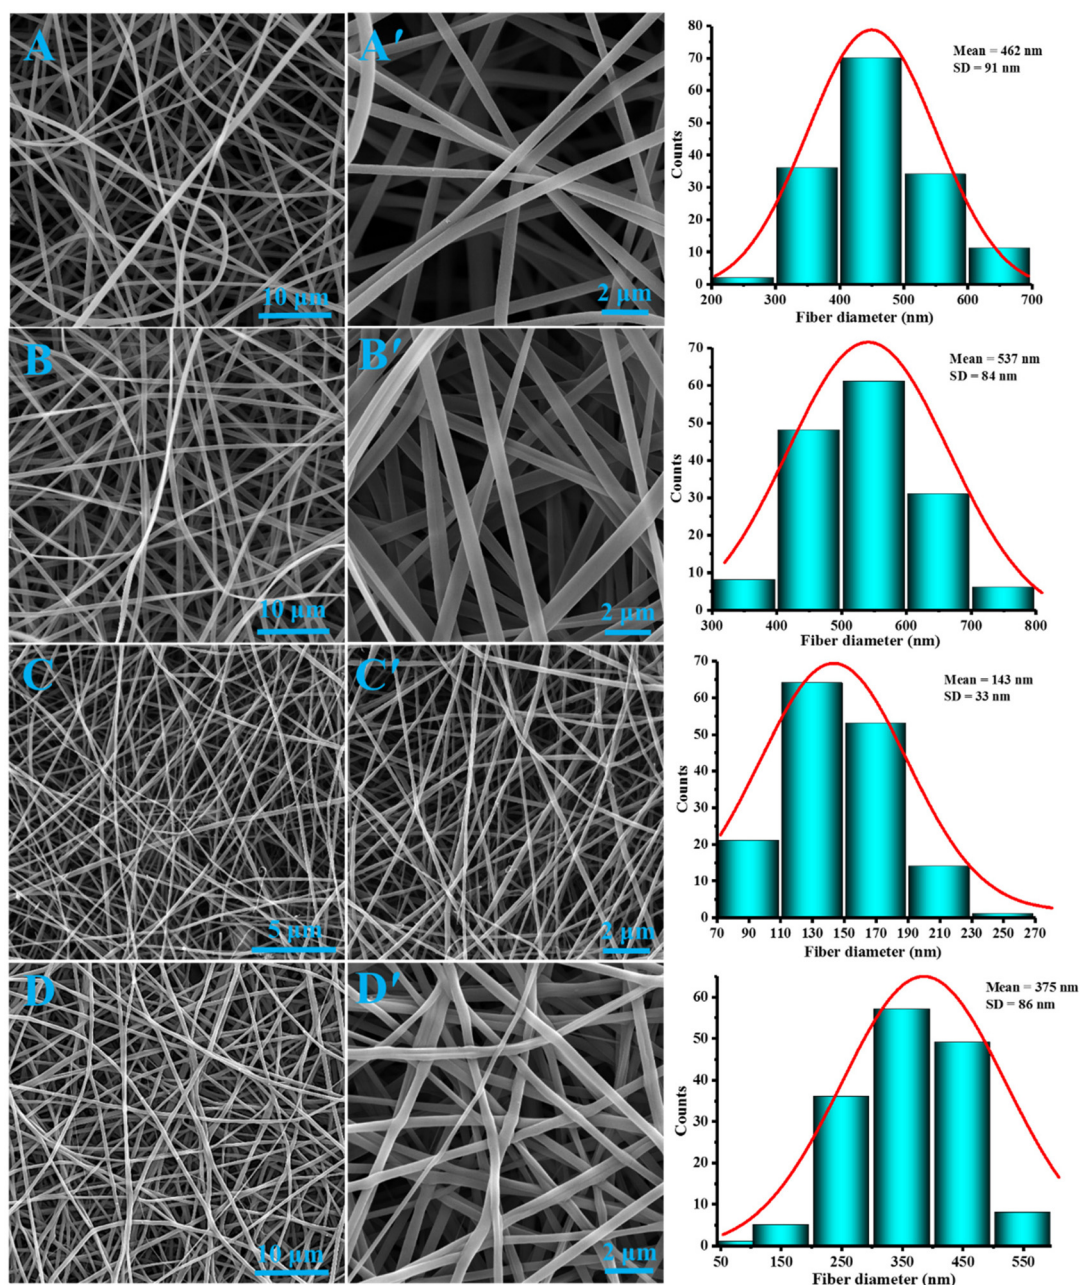 A
10 μm
A′
2 μm
Mean = 462 nm
SD = 91 nm
Counts
80
70
60
50
40
30
20
10
0
200 300 400 500 600 700
Fiber diameter (nm)
B
10 μm
B′
2 μm
Mean = 537 nm
SD = 84 nm
Counts
70
60
50
40
30
20
10
0
300 400 500 600 700 800
Fiber diameter (nm)
C
5 μm
C′
2 μm
Mean = 143 nm
SD = 33 nm
Counts
70
60
50
40
30
20
10
0
70 90 110 130 150 170 190 210 230 250 270
Fiber diameter (nm)
D
10 μm
D′
2 μm
Mean = 375 nm
SD = 86 nm
Counts
60
50
40
30
20
10
0
50 150 250 350 450 550
Fiber diameter (nm)